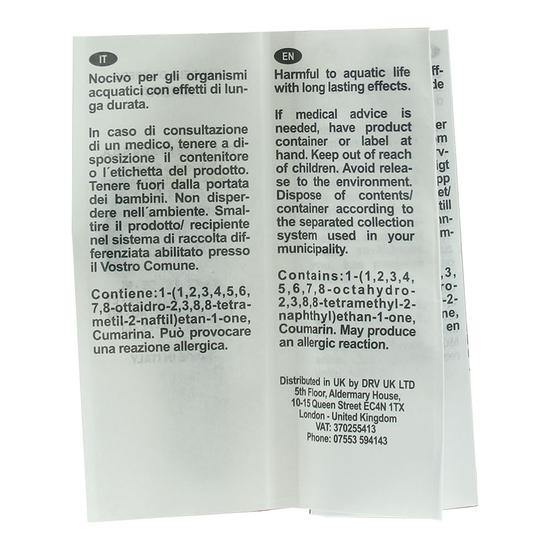 IT
Nocivo per gli organismi
acquatici con effetti di lun-
ga durata.
In caso di consultazione
di un medico, tenere a di-
sposizione il contenitore
o l´etichetta del prodotto.
Tenere fuori dalla portata
dei bambini. Non disper-
dere nell´ambiente. Smal-
tire il prodotto/ recipiente
nel sistema di raccolta dif-
ferenziata abilitato presso
il Vostro Comune.
Contiene:1-(1,2,3,4,5,6,
7,8-ottaidro-2,3,8,8-tetra-
metil-2-naftil)etan-1-one,
Cumarina. Può provocare
una reazione allergica.
EN
Harmful to aquatic life
with long lasting effects.
If medical advice is
needed, have product
container or label at
hand. Keep out of reach
of children. Avoid relea-
se to the environment.
Dispose of contents/
container according to
the separated collection
system used in your
municipality.
Contains:1-(1,2,3,4,
5,6,7,8-octahydro-
2,3,8,8-tetramethyl-2-
naphthyl)ethan-1-one,
Coumarin. May produce
an allergic reaction.
Distributed in UK by DRV UK LTD
5th Floor, Aldermary House,
10-15 Queen Street EC4N 1TX
London - United Kingdom
VAT: 370255413
Phone: 07553 594143